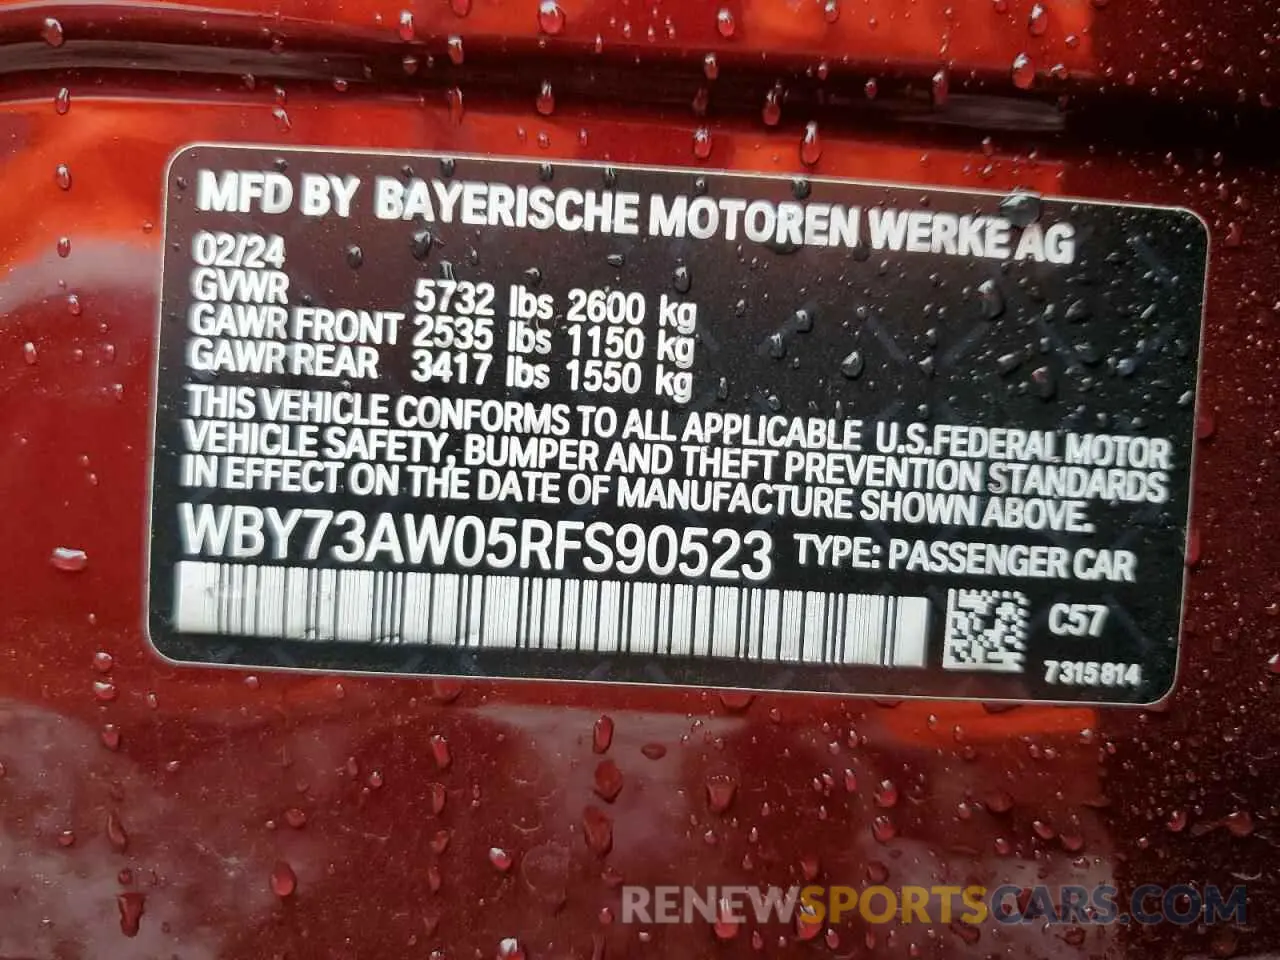 MFD BY BAYERISCHE MOTOREN WERKE AG
02/24
GVWR 5732 lbs 2600 kg
GAWR FRONT 2535 lbs 1150 kg
GAWR REAR 3417 lbs 1550 kg
THIS VEHICLE CONFORMS TO ALL APPLICABLE U.S.FEDERAL MOTOR
VEHICLE SAFETY, BUMPER AND THEFT PREVENTION STANDARDS
IN EFFECT ON THE DATE OF MANUFACTURE SHOWN ABOVE.
WBY73AW05RFS90523 TYPE: PASSENGER CAR
C57
7315814
RENEWSPORTSCARS.COM